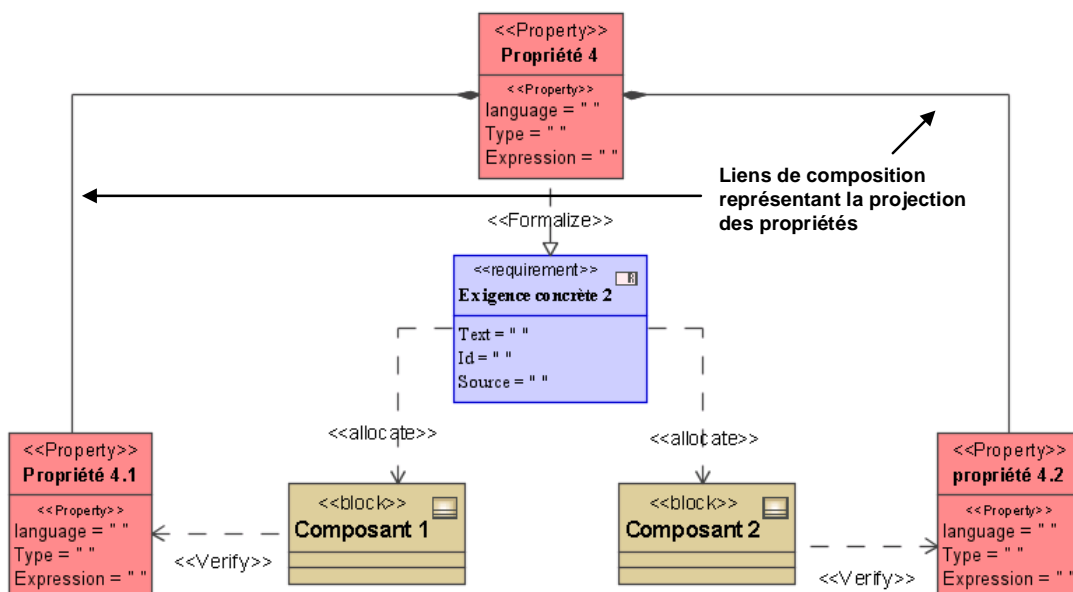 <<Property>>
Propriété 4
<<Property>>
language = " "
Type = " "
Expression = " "
Liens de composition
représentant la projection
des propriétés
<<Formalize>>
<<requirement>>
Exigence concrète 2
Text = " "
Id = " "
Source = " "
<<allocate>>
<<allocate>>
<<Property>>
Propriété 4.1
<<Property>>
language = " "
Type = " "
Expression = " "
<<block>>
Composant 1
<<Verify>>
<<block>>
Composant 2
<<Verify>>
<<Property>>
propriété 4.2
<<Property>>
language = " "
Type = " "
Expression = " "